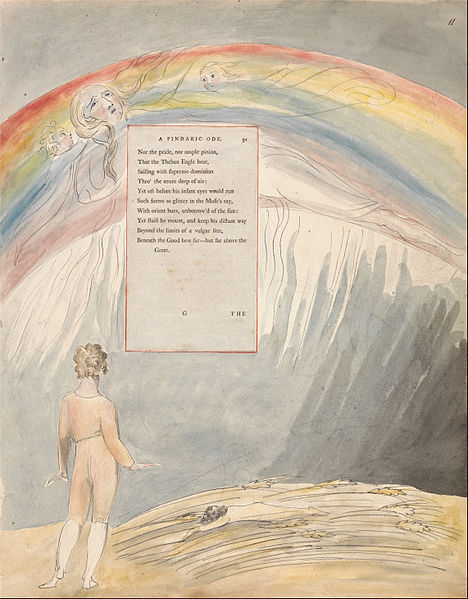 11
A PINDARIC ODE. 91
Nor the pride, nor ample pinion,
That the Theban Eagle bear,
Sailing with supreme dominion
Thro' the azure deep of air:
Yet oft before his infant eyes would run
Such forms as glitter in the Muse's ray,
With orient hues, unborrow'd of the sun:
Yet shall he mount, and keep his distant way
Beyond the limits of a vulgar fate,
Beneath the Good how far—but far above the
Great.
G THE